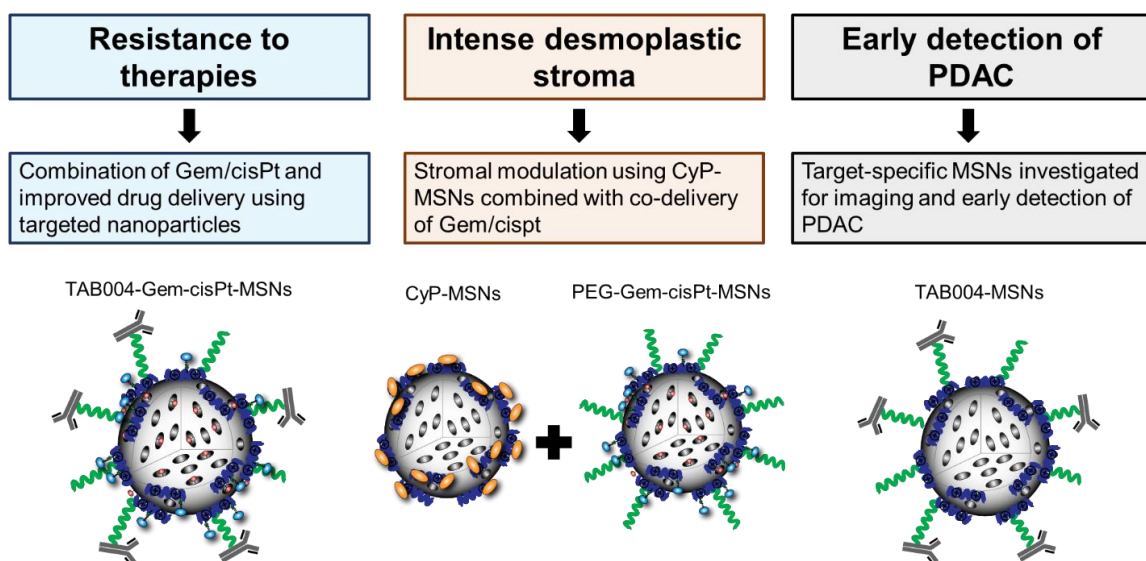 Resistance to
therapies
Intense desmoplastic
stroma
Early detection of
PDAC
Combination of Gem/cisPt and
improved drug delivery using
targeted nanoparticles
Stromal modulation using CyP-
MSNs combined with co-delivery
of Gem/cispt
Target-specific MSNs investigated
for imaging and early detection of
PDAC
TAB004-Gem-cisPt-MSNs
CyP-MSNs
PEG-Gem-cisPt-MSNs
TAB004-MSNs